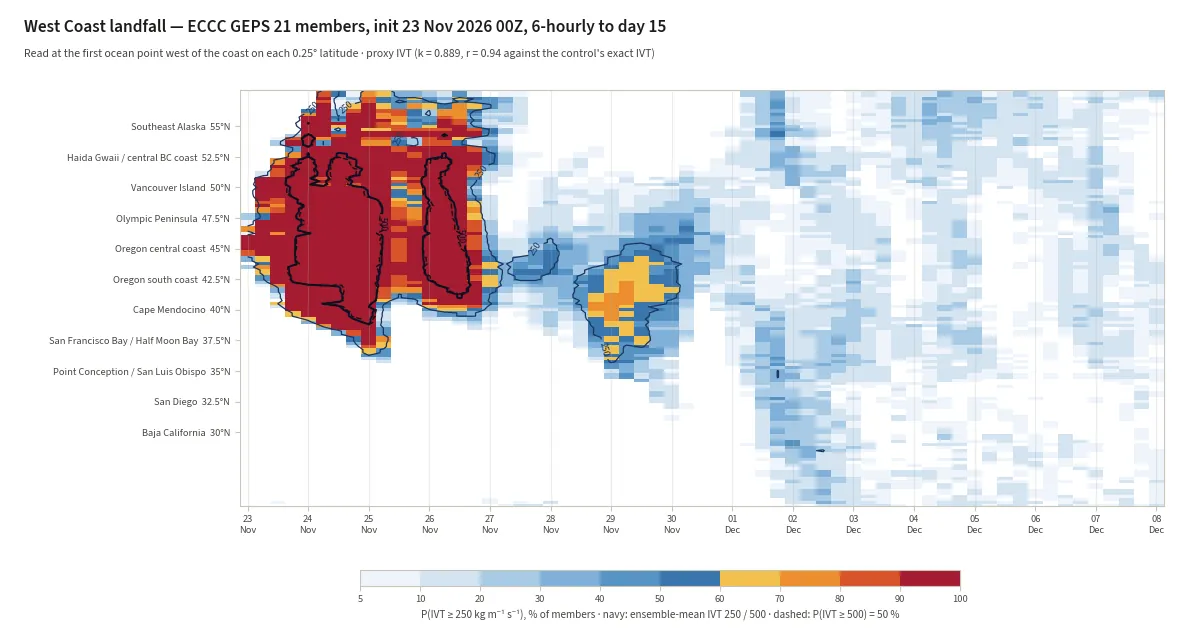 West Coast landfall — ECCC GEPS 21 members, init 23 Nov 2026 00Z, 6-hourly to day 15
Read at the first ocean point west of the coast on each 0.25° latitude · proxy IVT (k = 0.889, r = 0.94 against the control's exact IVT)
Southeast Alaska 55°N
Haida Gwaii / central BC coast 52.5°N
Vancouver Island 50°N
Olympic Peninsula 47.5°N
Oregon central coast 45°N
Oregon south coast 42.5°N
Cape Mendocino 40°N
San Francisco Bay / Half Moon Bay 37.5°N
Point Conception / San Luis Obispo 35°N
San Diego 32.5°N
Baja California 30°N
250
250
250
500
500
250
250
23 24 25 26 27 28 29 30 01 02 03 04 05 06 07 08
Nov Nov Nov Nov Nov Nov Nov Nov Dec Dec Dec Dec Dec Dec Dec Dec
5 10 20 30 40 50 60 70 80 90 100
P(IVT ≥ 250 kg m⁻¹ s⁻¹), % of members · navy: ensemble-mean IVT 250 / 500 · dashed: P(IVT ≥ 500) = 50 %